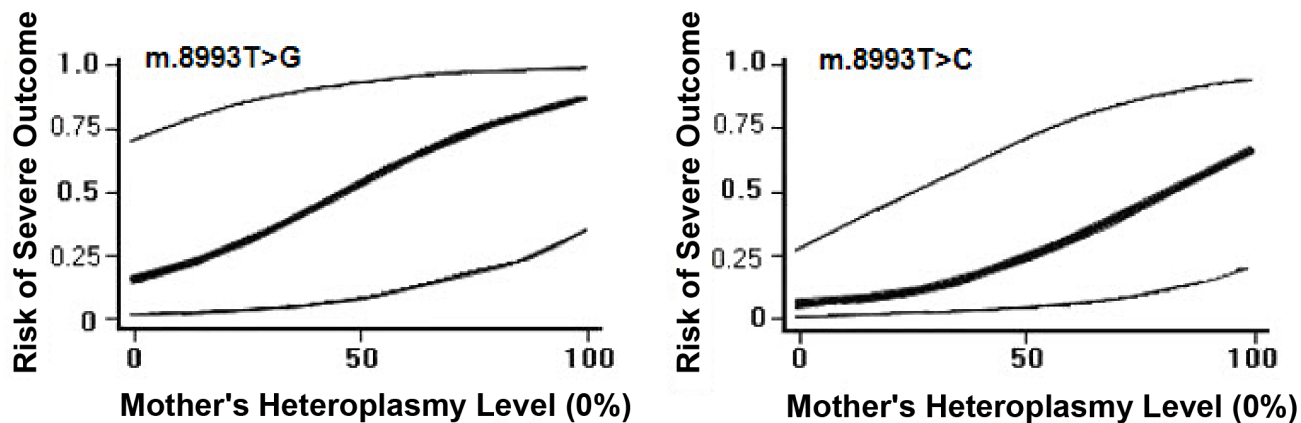 Risk of Severe Outcome
m.8993T>G
1.0
0.75
0.5
0.25
0
0 50 100
Mother's Heteroplasmy Level (0%)
Risk of Severe Outcome
m.8993T>C
1.0
0.75
0.5
0.25
0
0 50 100
Mother's Heteroplasmy Level (0%)